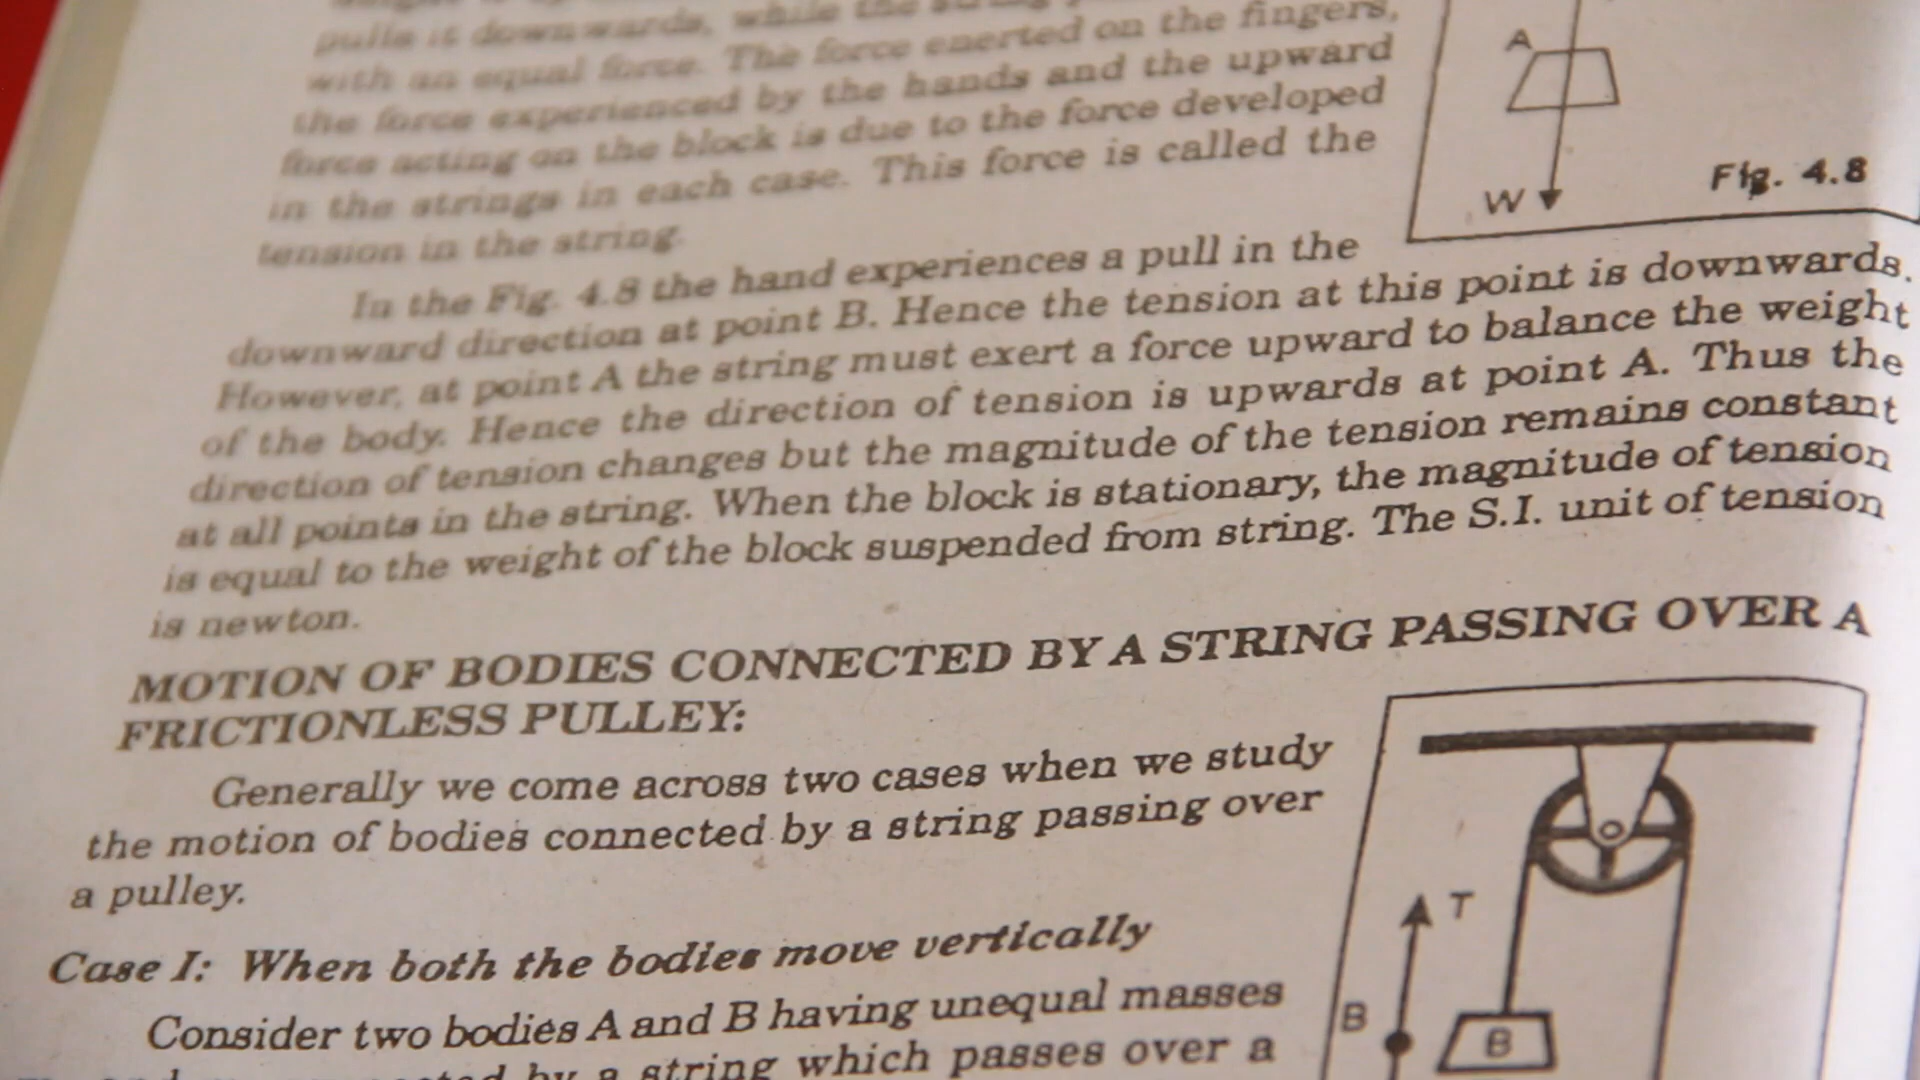 pulls it downwards, while the
with an equal force. The force exerted on the fingers,
the force experienced by the hands and the upward
force acting on the block is due to the force developed
in the strings in each case. This force is called the
tension in the string.
A
W
Fig. 4.8
In the Fig. 4.8 the hand experiences a pull in the
downward direction at point B. Hence the tension at this point is downwards.
However, at point A the string must exert a force upward to balance the weight
of the body. Hence the direction of tension is upwards at point A. Thus the
direction of tension changes but the magnitude of the tension remains constant
at all points in the string. When the block is stationary, the magnitude of tension
is equal to the weight of the block suspended from string. The S.I. unit of tension
is newton.
MOTION OF BODIES CONNECTED BY A STRING PASSING OVER A
FRICTIONLESS PULLEY:
Generally we come across two cases when we study
the motion of bodies connected by a string passing over
a pulley.
Case I: When both the bodies move vertically
Consider two bodies A and B having unequal masses
by a string which passes over a
T
B
B